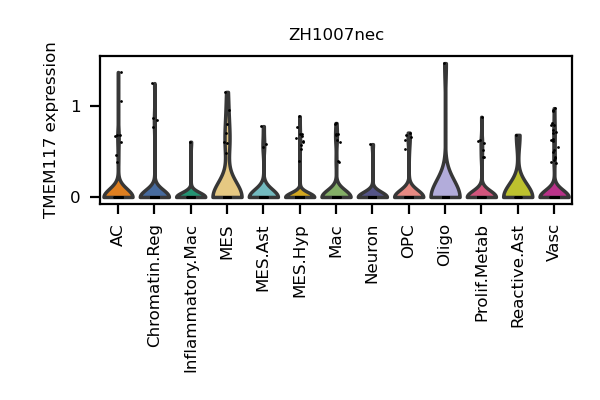 ZH1007nec
TMEM117 expression
1
0
AC
Chromatin.Reg
Inflammatory.Mac
MES
MES.Ast
MES.Hyp
Mac
Neuron
OPC
Oligo
Prolif.Metab
Reactive.Ast
Vasc